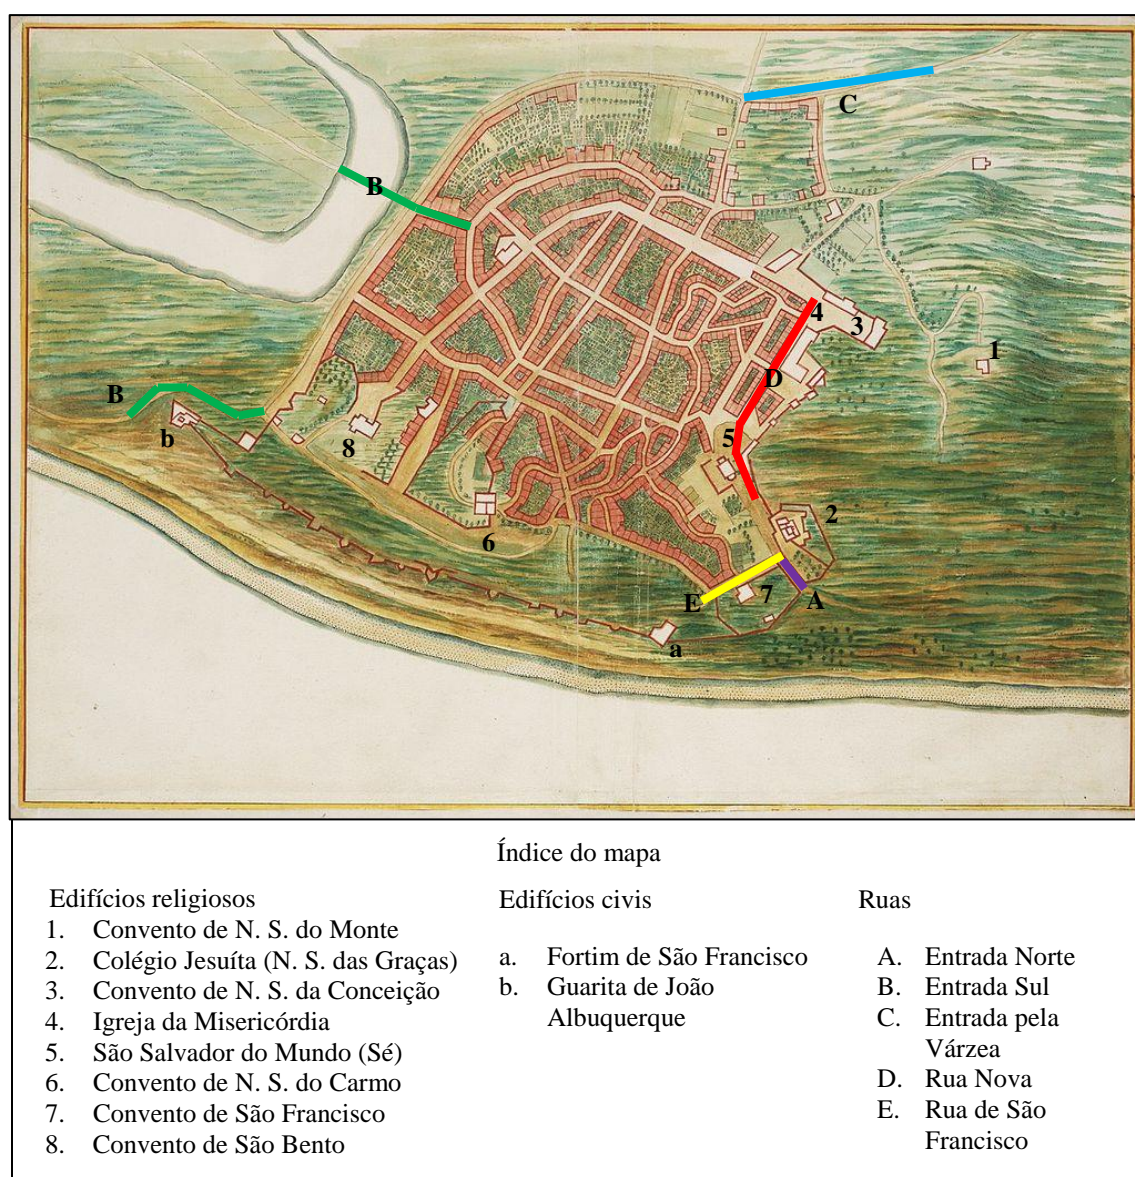 C
B
4
3
1
D
B
b
5
8
2
6
7
E
A
a
Índice do mapa
Edifícios religiosos
1. Convento de N. S. do Monte
2. Colégio Jesuíta (N. S. das Graças)
3. Convento de N. S. da Conceição
4. Igreja da Misericórdia
5. São Salvador do Mundo (Sé)
6. Convento de N. S. do Carmo
7. Convento de São Francisco
8. Convento de São Bento
Edifícios civis
a. Fortim de São Francisco
b. Guarita de João
Albuquerque
Ruas
A. Entrada Norte
B. Entrada Sul
C. Entrada pela
Várzea
D. Rua Nova
E. Rua de São
Francisco